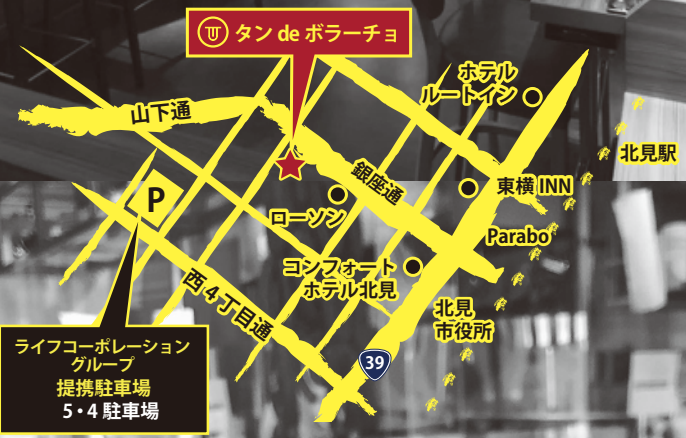 タン de ボラーチョ
ホテル
ルートイン
山下通
北見駅
銀座通
東横 INN
P
ローソン
Parabo
コンフォート
ホテル北見
西4丁目通
北見
市役所
39
ライフコーポレーション
グループ
提携駐車場
5・4 駐車場